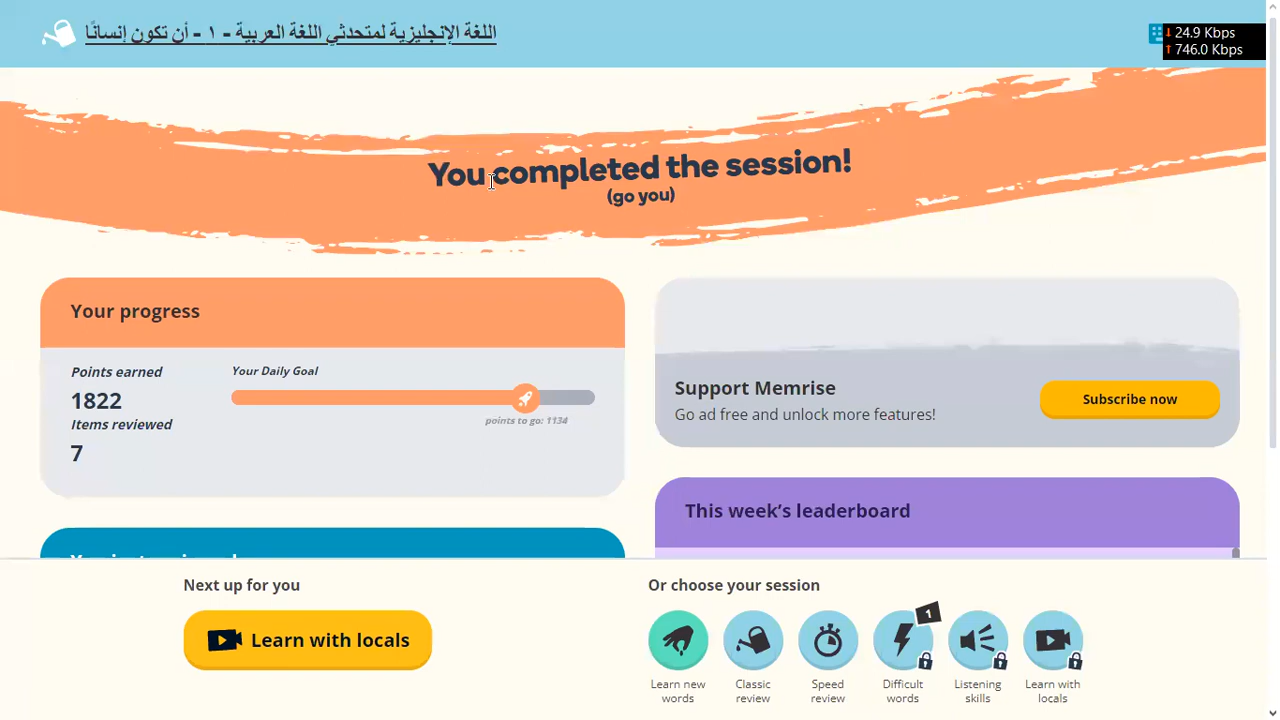 اللغة الإنجليزية لمتحدثي اللغة العربية - ١ - أن تكون إنسانًا
24.9 Kbps
746.0 Kbps
You completed the session!
(go you)
Your progress
Points earned
1822
Items reviewed
7
Your Daily Goal
points to go: 1134
Support Memrise
Go ad free and unlock more features!
Subscribe now
This week's leaderboard
Next up for you
Learn with locals
Or choose your session
1
Learn new
words
Classic
review
Speed
review
Difficult
words
Listening
skills
Learn with
locals